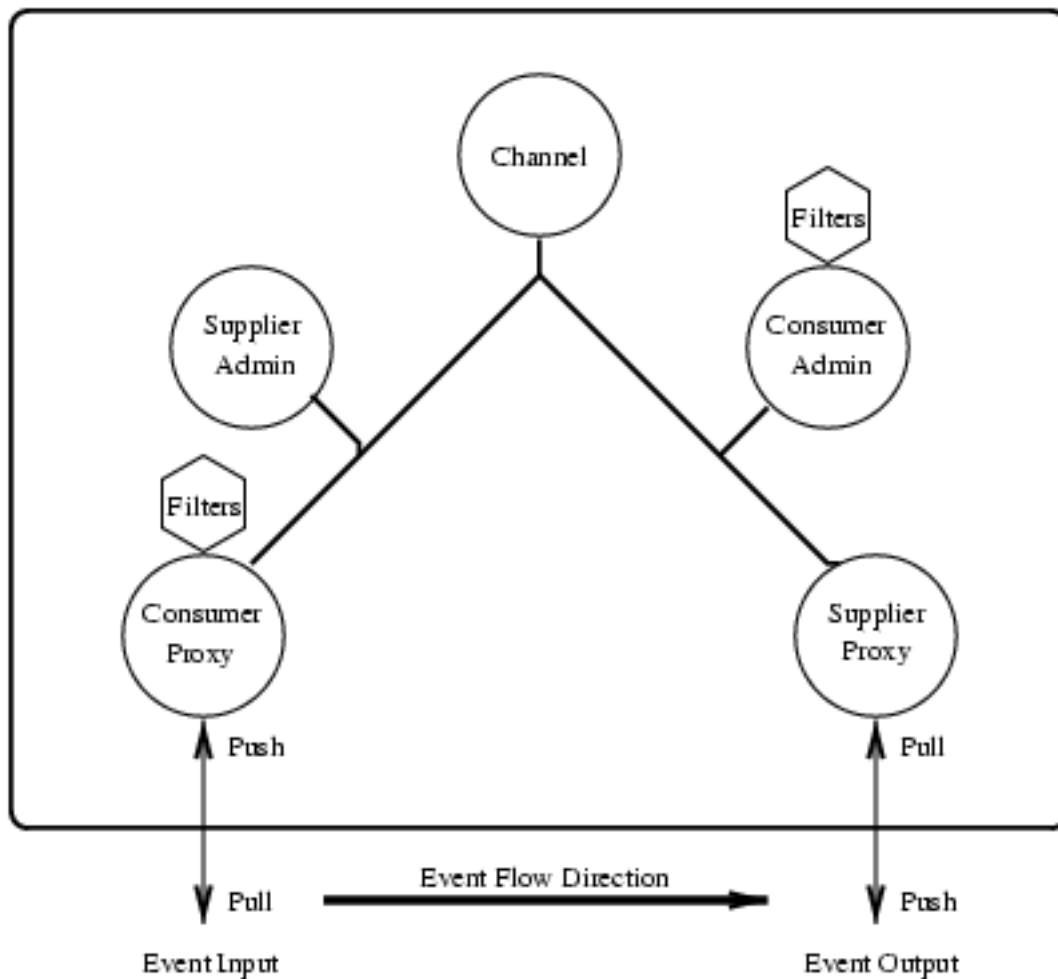 Channel
Filters
Supplier
Admin
Consumer
Admin
Filters
Consumer
Proxy
Supplier
Proxy
Push
Pull
Event Flow Direction
Pull
Push
Event Input
Event Output